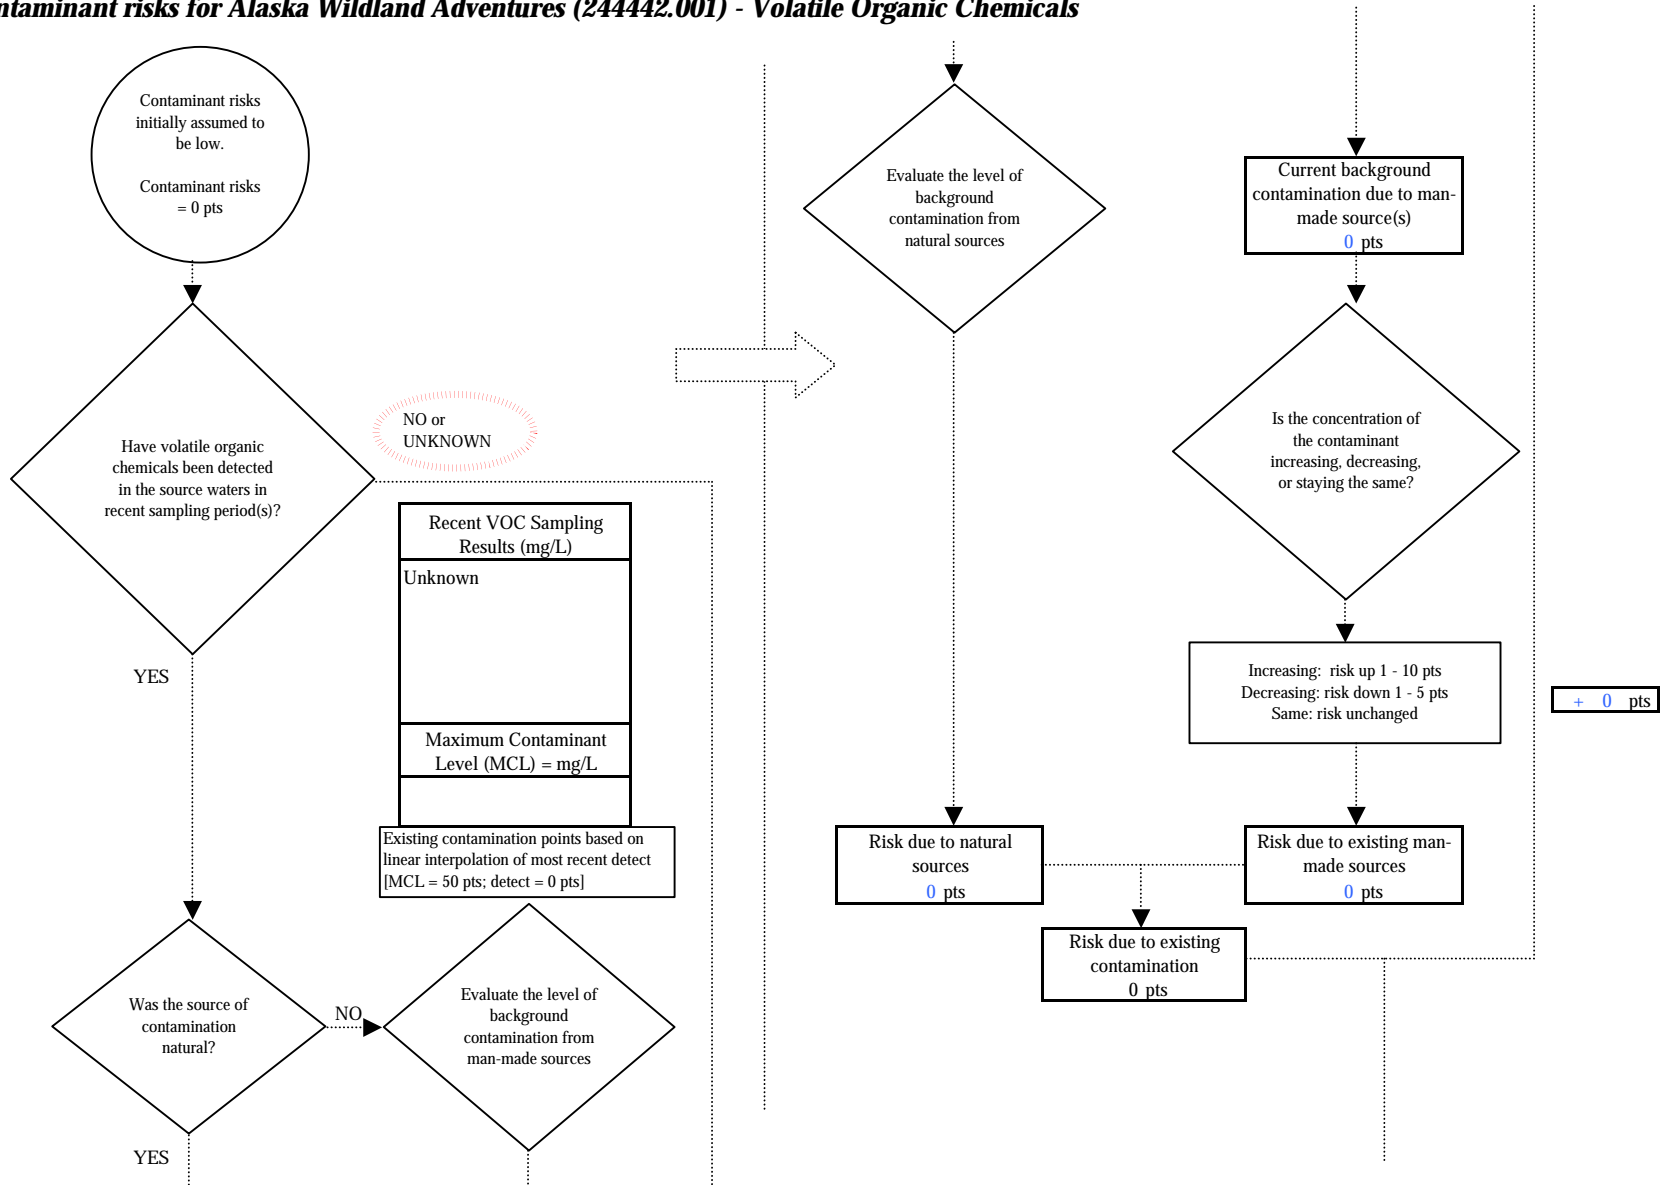 ntaminant risks for Alaska Wildland Adventures (244442.001) - Volatile Organic Chemicals
Contaminant risks
initially assumed to
be low.
Contaminant risks
= 0 pts
Have volatile organic
chemicals been detected
in the source waters in
recent sampling period(s)?
NO or
UNKNOWN
YES
Recent VOC Sampling
Results (mg/L)
Unknown
Maximum Contaminant
Level (MCL) = mg/L
Existing contamination points based on
linear interpolation of most recent detect
[MCL = 50 pts; detect = 0 pts]
Was the source of
contamination
natural?
NO
YES
Evaluate the level of
background
contamination from
man-made sources
Evaluate the level of
background
contamination from
natural sources
Current background
contamination due to man-
made source(s)
0 pts
Is the concentration of
the contaminant
increasing, decreasing,
or staying the same?
Increasing: risk up 1 - 10 pts
Decreasing: risk down 1 - 5 pts
Same: risk unchanged
+ 0 pts
Risk due to natural
sources
0 pts
Risk due to existing man-
made sources
0 pts
Risk due to existing
contamination
0 pts